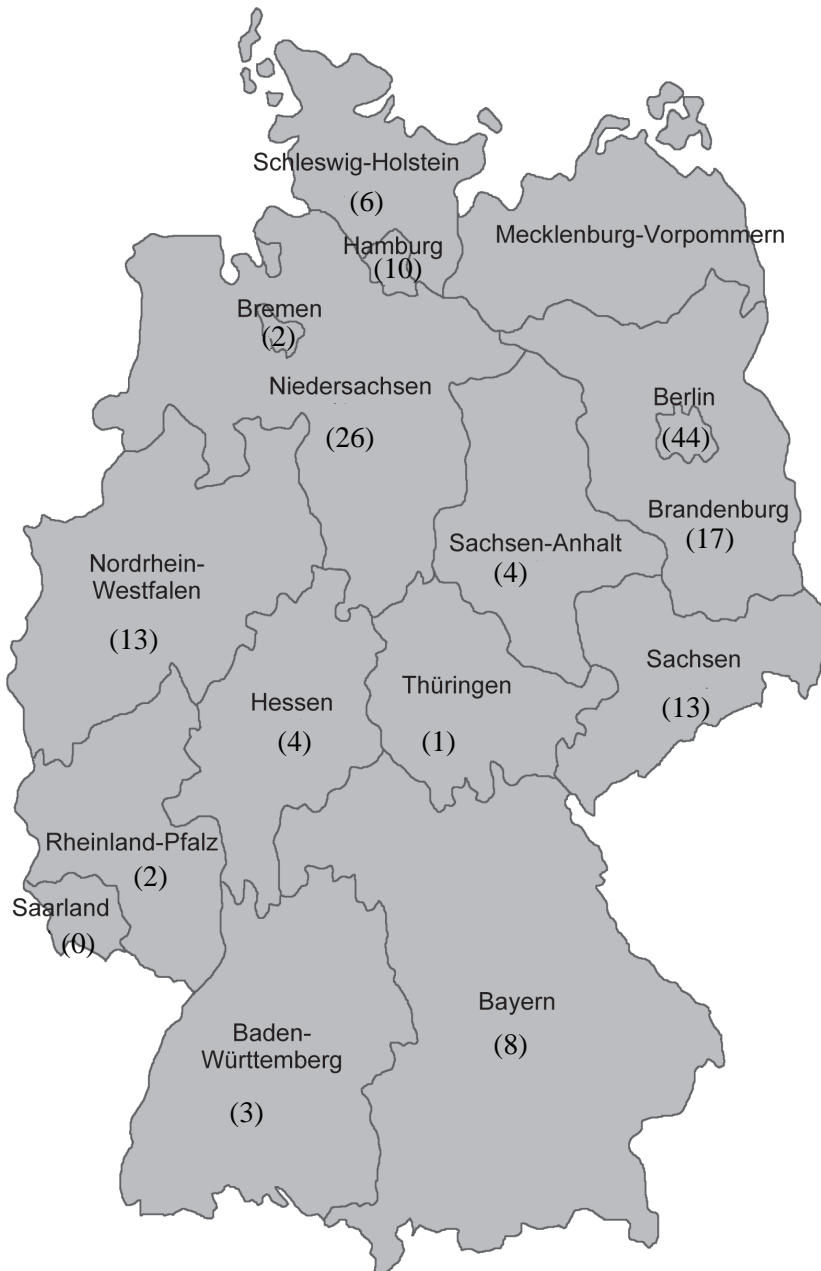 Schleswig-Holstein
(6)
Hamburg
(10)
Mecklenburg-Vorpommern
Bremen
(2)
Niedersachsen
(26)
Berlin
(44)
Brandenburg
(17)
Sachsen-Anhalt
(4)
Nordrhein-
Westfalen
(13)
Sachsen
(13)
Thüringen
(1)
Hessen
(4)
Rheinland-Pfalz
(2)
Saarland
(0)
Bayern
(8)
Baden-
Württemberg
(3)